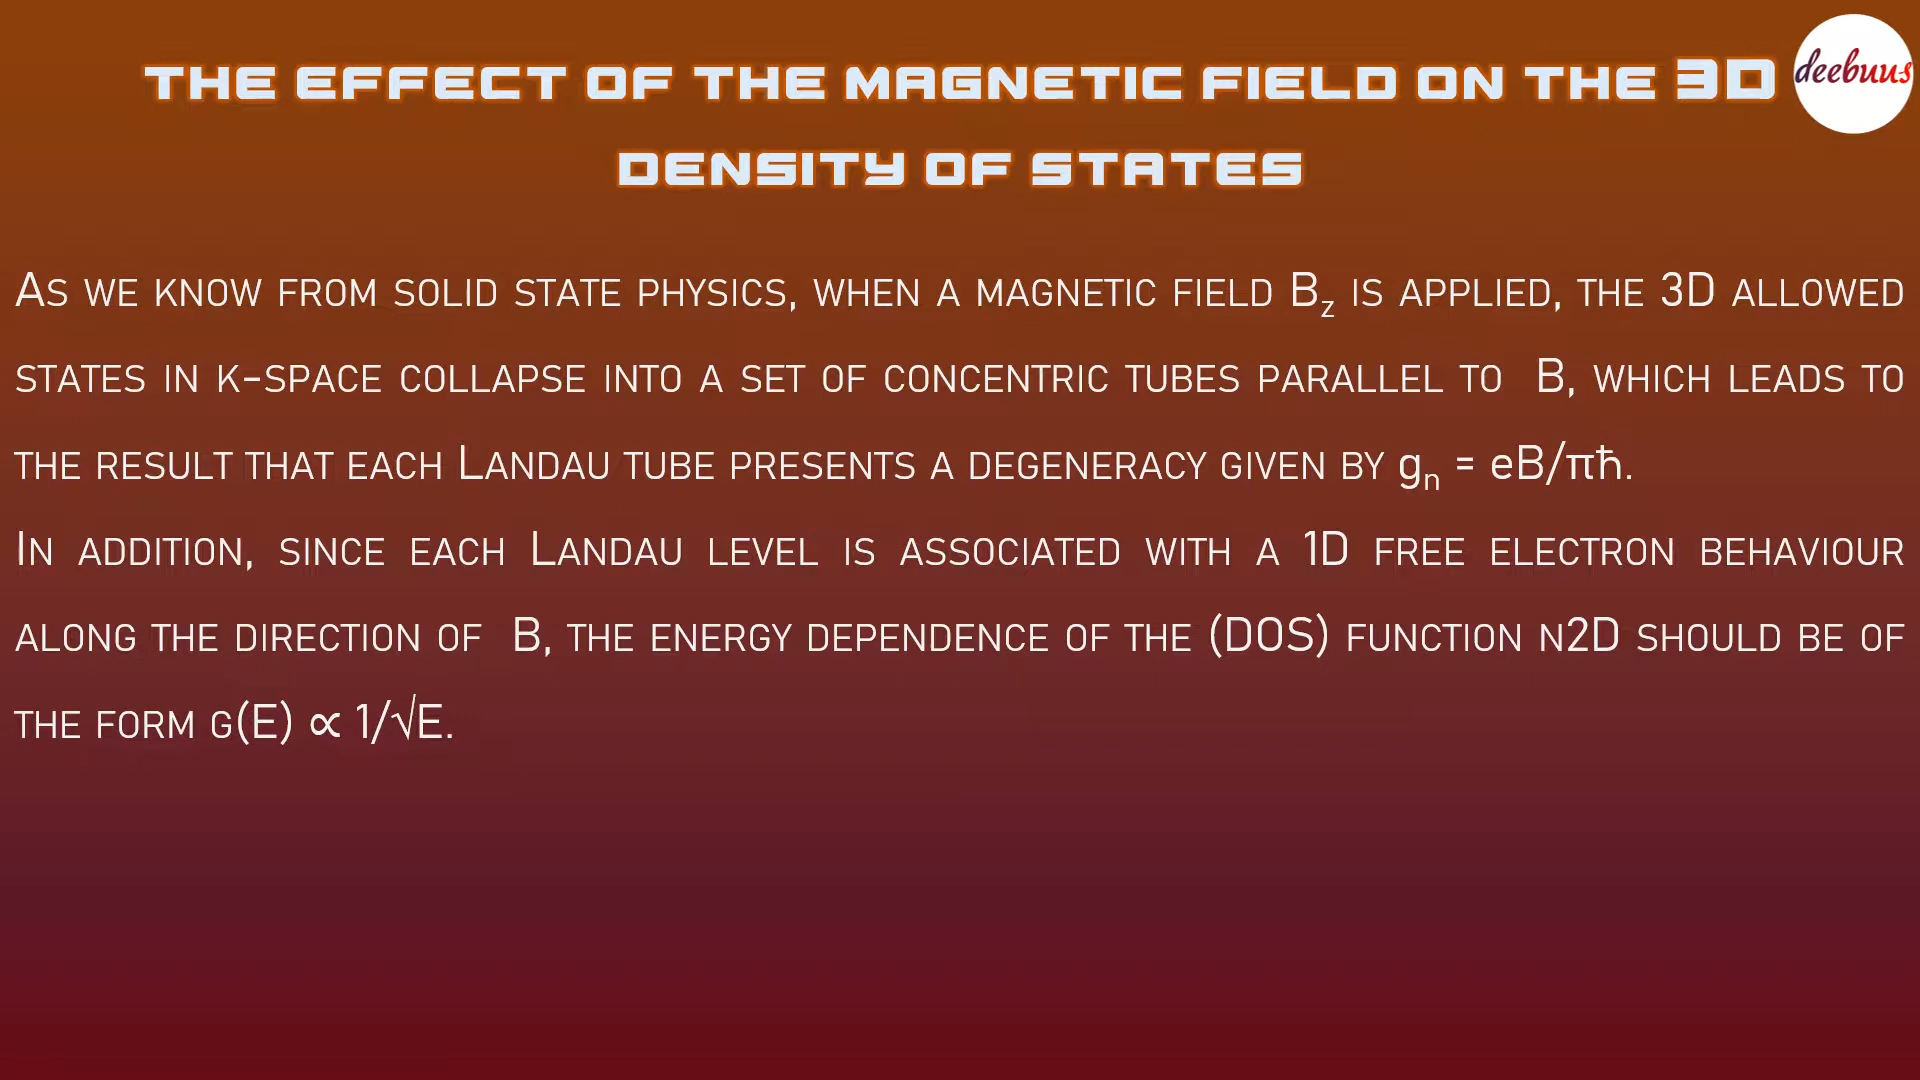 THE EFFECT OF THE MAGNETIC FIELD ON THE 3D
DENSITY OF STATES
deebuus
As we know from solid state physics, when a magnetic field Bz is applied, the 3D allowed
states in k-space collapse into a set of concentric tubes parallel to B, which leads to
the result that each Landau tube presents a degeneracy given by gn = eB/πħ.
In addition, since each Landau level is associated with a 1D free electron behaviour
along the direction of B, the energy dependence of the (DOS) function n2D should be of
the form g(E) ∝ 1/√E.